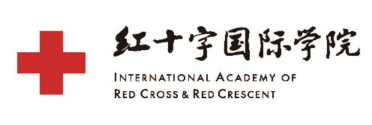 红十字国际学院
INTERNATIONAL ACADEMY OF
RED CROSS & RED CRESCENT